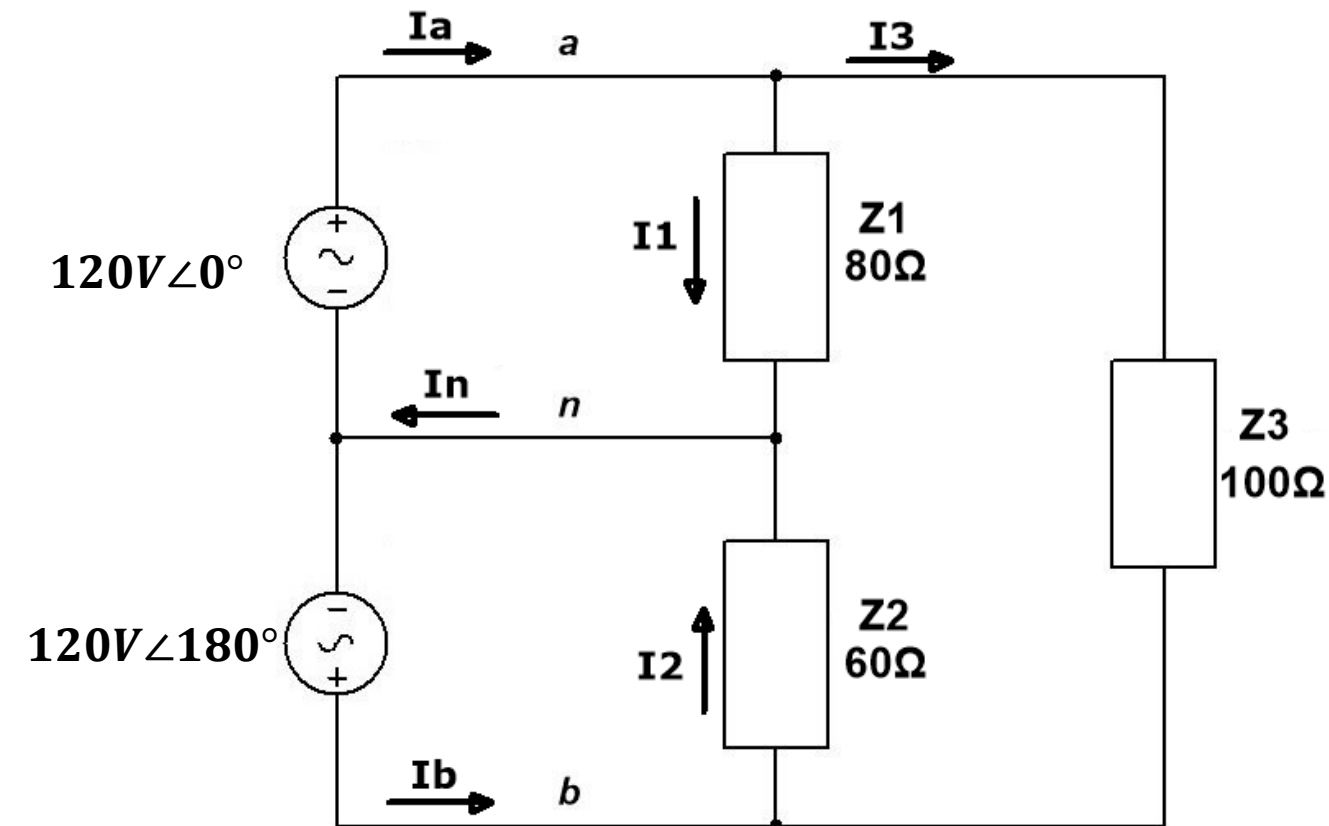 Ia
a
I3
+
−
120V∠0°
I1
Z1
80Ω
In
n
Z3
100Ω
−
+
120V∠180°
I2
Z2
60Ω
Ib
b